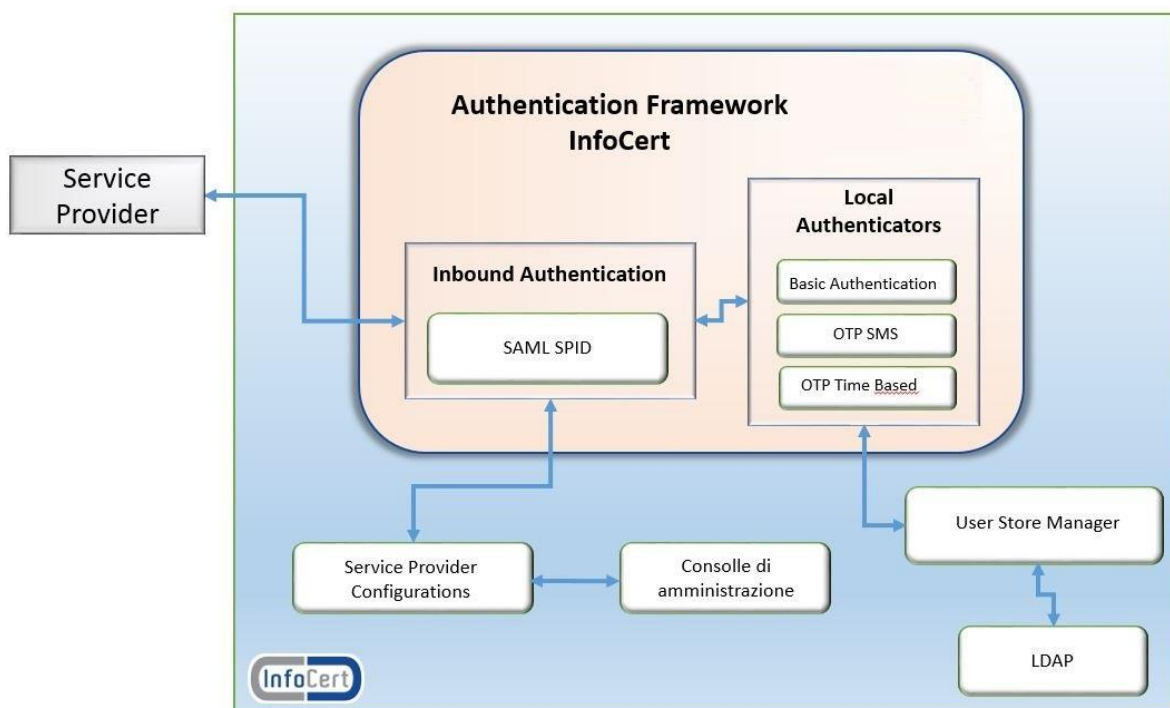 Authentication Framework
InfoCert
Service
Provider
Local
Authenticators
Inbound Authentication
Basic Authentication
SAML SPID
OTP SMS
OTP Time Based
User Store Manager
Service Provider
Configurations
Consolle di
amministrazione
LDAP
InfoCert